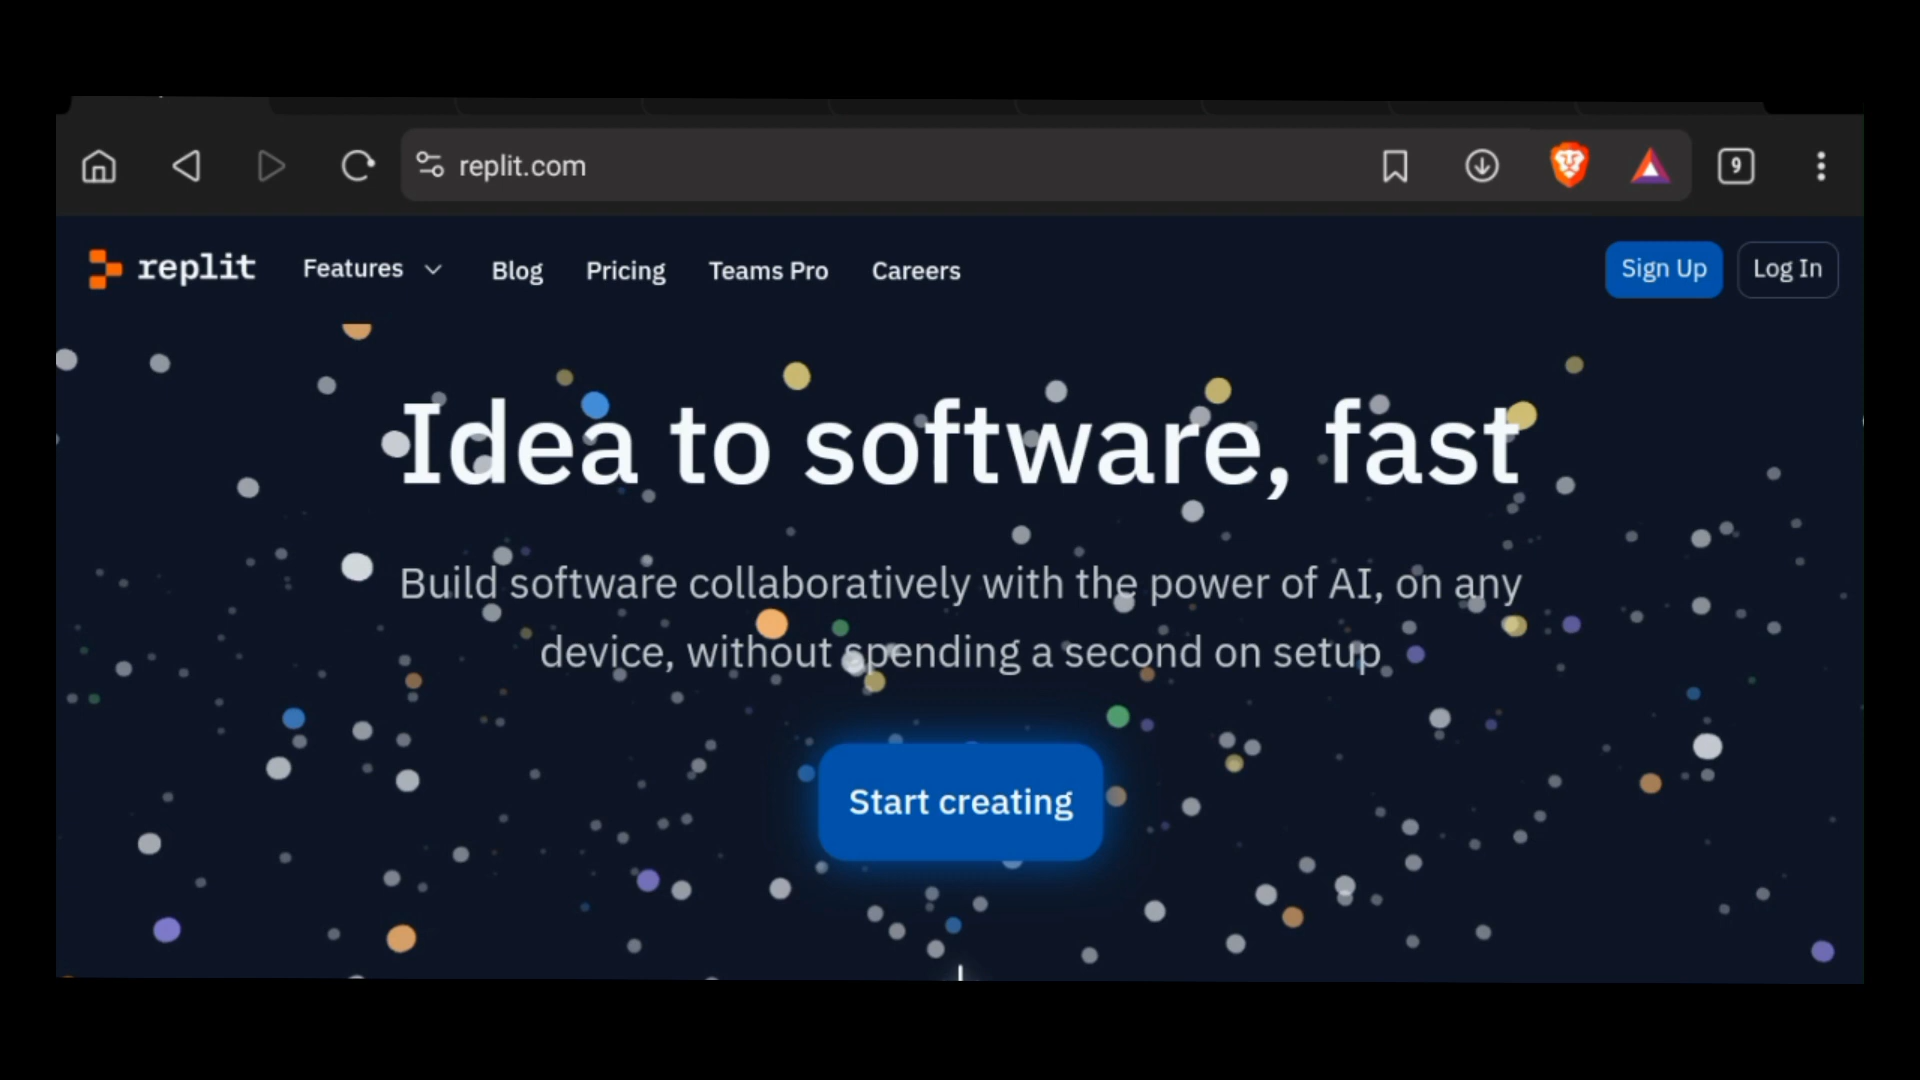 replit.com
9
replit
Features
Blog
Pricing
Teams Pro
Careers
Sign Up
Log In
Idea to software, fast
Build software collaboratively with the power of AI, on any
device, without spending a second on setup
Start creating